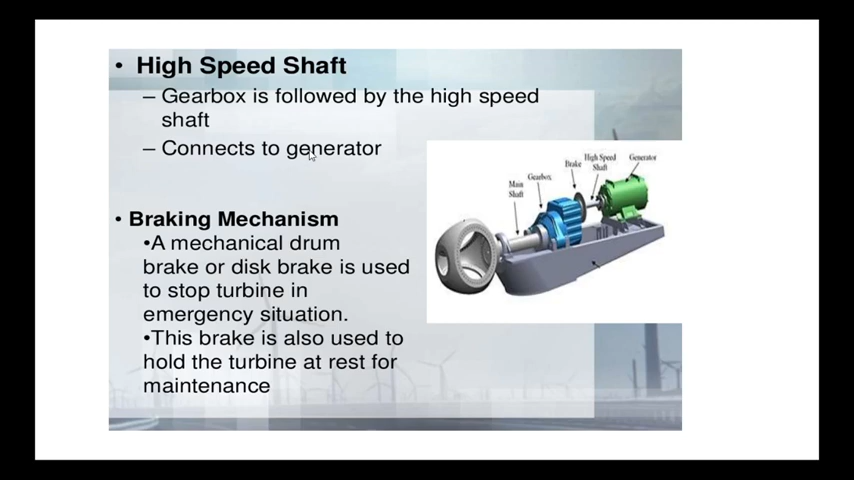 • High Speed Shaft
– Gearbox is followed by the high speed
shaft
– Connects to generator
• Braking Mechanism
•A mechanical drum
brake or disk brake is used
to stop turbine in
emergency situation.
•This brake is also used to
hold the turbine at rest for
maintenance
Main
Shaft
Gearbox
Brake
High Speed
Shaft
Generator